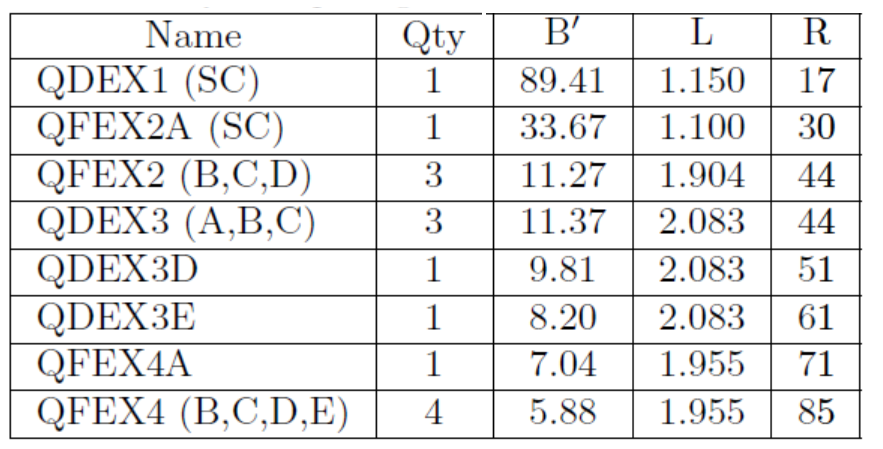 Name Qty B′ L R
QDEX1 (SC) 1 89.41 1.150 17
QFEX2A (SC) 1 33.67 1.100 30
QFEX2 (B,C,D) 3 11.27 1.904 44
QDEX3 (A,B,C) 3 11.37 2.083 44
QDEX3D 1 9.81 2.083 51
QDEX3E 1 8.20 2.083 61
QFEX4A 1 7.04 1.955 71
QFEX4 (B,C,D,E) 4 5.88 1.955 85